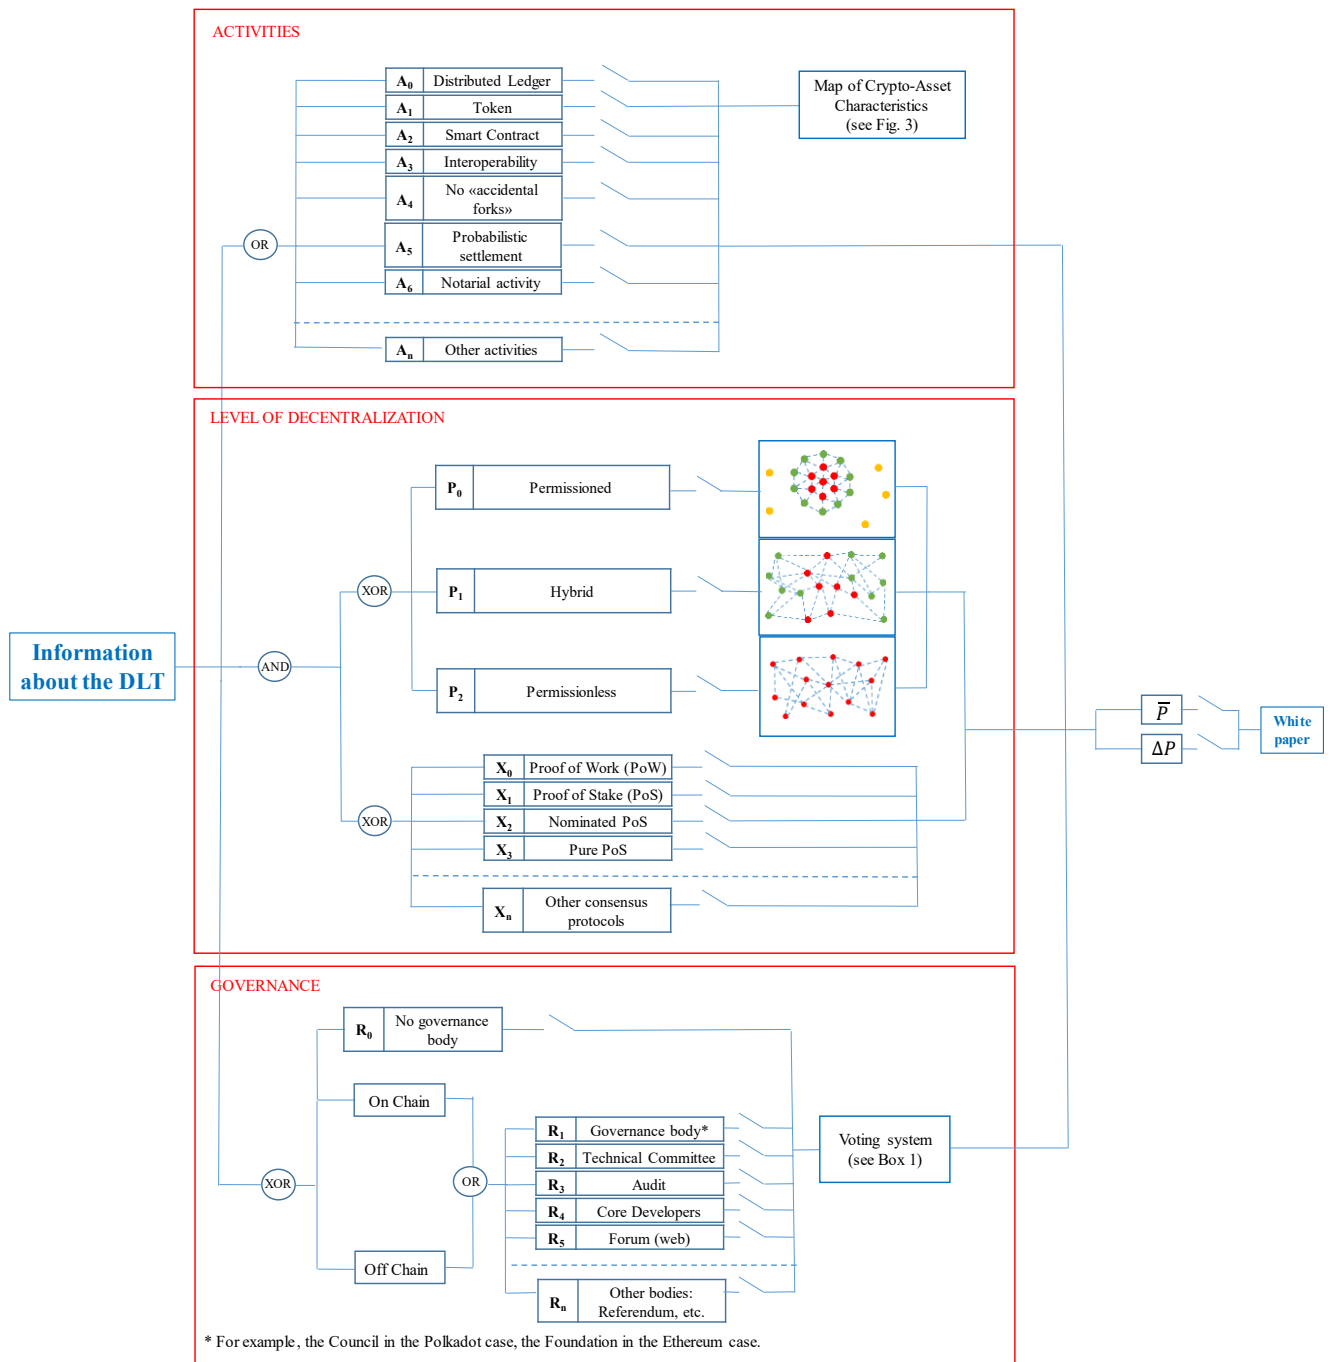 ACTIVITIES
A0 Distributed Ledger
A1 Token
A2 Smart Contract
A3 Interoperability
A4 No «accidental
forks»
A5 Probabilistic
settlement
A6 Notarial activity
An Other activities
OR
Map of Crypto-Asset
Characteristics
(see Fig. 3)
LEVEL OF DECENTRALIZATION
P0 Permissioned
XOR
P1 Hybrid
P2 Permissionless
Information
about the DLT
AND
XOR
X0 Proof of Work (PoW)
X1 Proof of Stake (PoS)
X2 Nominated PoS
X3 Pure PoS
Xn Other consensus
protocols
P̅
ΔP
White
paper
GOVERNANCE
R0 No governance
body
On Chain
XOR
OR
Off Chain
R1 Governance body*
R2 Technical Committee
R3 Audit
R4 Core Developers
R5 Forum (web)
Rn Other bodies:
Referendum, etc.
Voting system
(see Box 1)
* For example, the Council in the Polkadot case, the Foundation in the Ethereum case.